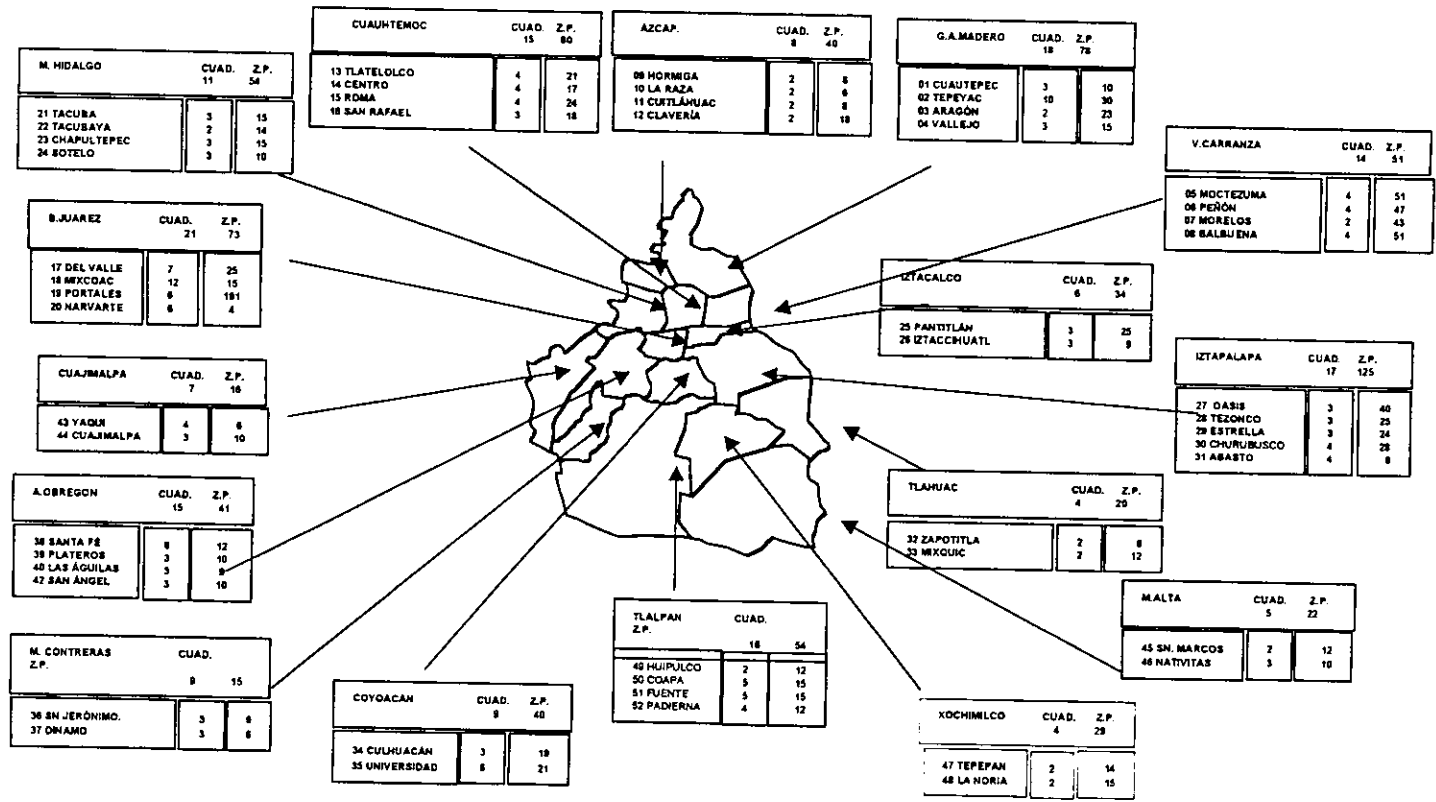 CUAUHTEMOC CUAD. Z.P.
15 80
13 TLATELOLCO 4 21
14 CENTRO 4 17
15 ROMA 4 24
16 SAN RAFAEL 3 18
AZCAP. CUAD. Z.P.
8 40
09 HORMIGA 2 8
10 LA RAZA 2 6
11 CUITLÁHUAC 2 8
12 CLAVERÍA 2 18
G.A.MADERO CUAD. Z.P.
18 78
01 CUAUTEPEC 3 10
02 TEPEYAC 10 30
03 ARAGÓN 2 23
04 VALLEJO 3 15
M. HIDALGO CUAD. Z.P.
11 54
21 TACUBA 3 15
22 TACUBAYA 2 14
23 CHAPULTEPEC 3 15
24 SOTELO 3 10
V.CARRANZA CUAD. Z.P.
14 51
05 MOCTEZUMA 4 51
06 PEÑÓN 4 47
07 MORELOS 2 43
08 BALBUENA 4 51
B.JUAREZ CUAD. Z.P.
21 73
17 DEL VALLE 7 25
18 MIXCOAC 12 15
19 PORTALES 6 191
20 NARVARTE 6 4
IZTACALCO CUAD. Z.P.
6 34
25 PANTITLÁN 3 25
26 IZTACCIHUATL 3 9
IZTAPALAPA CUAD. Z.P.
17 125
27 OASIS 3 40
28 TEZONCO 3 25
29 ESTRELLA 3 24
30 CHURUBUSCO 4 28
31 ABASTO 4 8
CUAJIMALPA CUAD. Z.P.
7 16
43 YAQUI 4 6
44 CUAJIMALPA 3 10
A.OBREGON CUAD. Z.P.
15 41
38 SANTA FÉ 6 12
39 PLATEROS 3 10
40 LAS ÁGUILAS 3 9
42 SAN ÁNGEL 3 10
TLAHUAC CUAD. Z.P.
4 20
32 ZAPOTITLA 2 8
33 MIXQUIC 2 12
M.ALTA CUAD. Z.P.
5 22
45 SN. MARCOS 2 12
46 NATIVITAS 3 10
M. CONTRERAS CUAD.
Z.P.
9 15
36 SN JERÓNIMO. 3 9
37 DINAMO 3 6
COYOACAN CUAD. Z.P.
9 40
34 CULHUACÁN 3 19
35 UNIVERSIDAD 6 21
TLALPAN CUAD.
Z.P.
16 54
49 HUIPULCO 2 12
50 COAPA 5 15
51 FUENTE 5 15
52 PADIERNA 4 12
XOCHIMILCO CUAD. Z.P.
4 29
47 TEPEPAN 2 14
48 LA NORIA 2 15